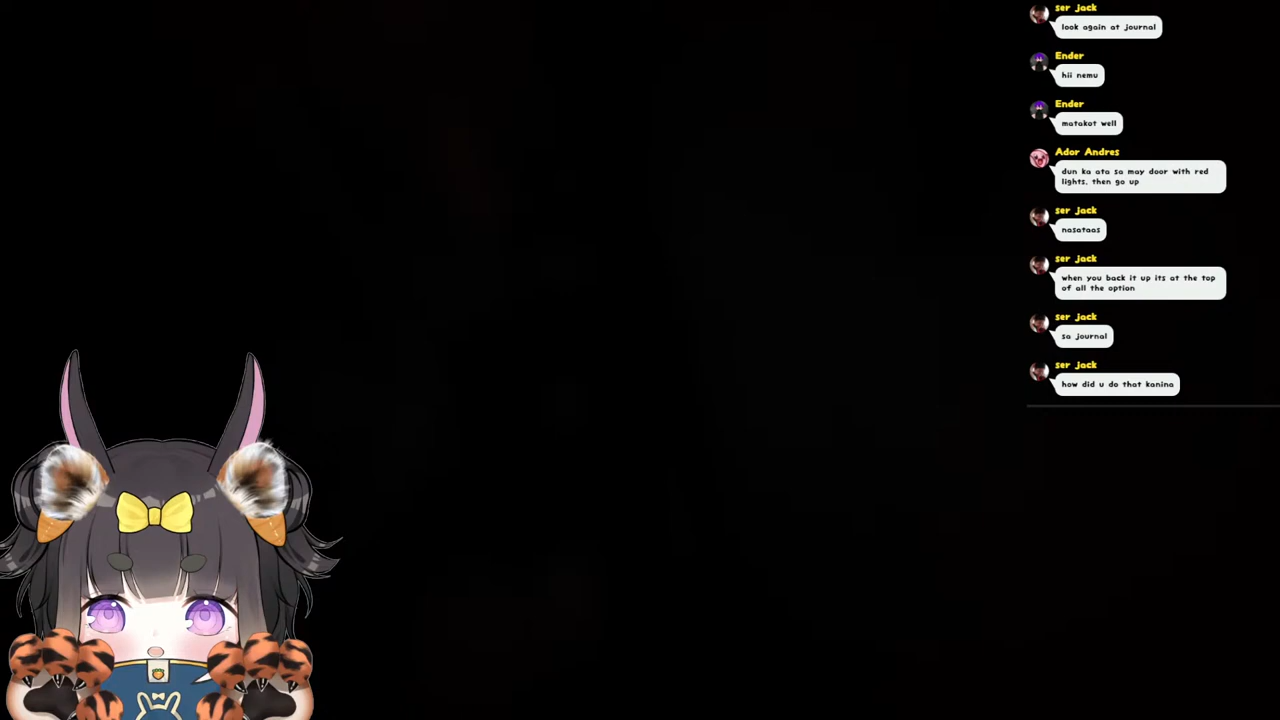 ser jack
look again at journal
Ender
hii nemu
Ender
matakot well
Ador Andres
dun ka ata sa may door with red
lights, then go up
ser jack
nasataas
ser jack
when you back it up its at the top
of all the option
ser jack
sa journal
ser jack
how did u do that kanina